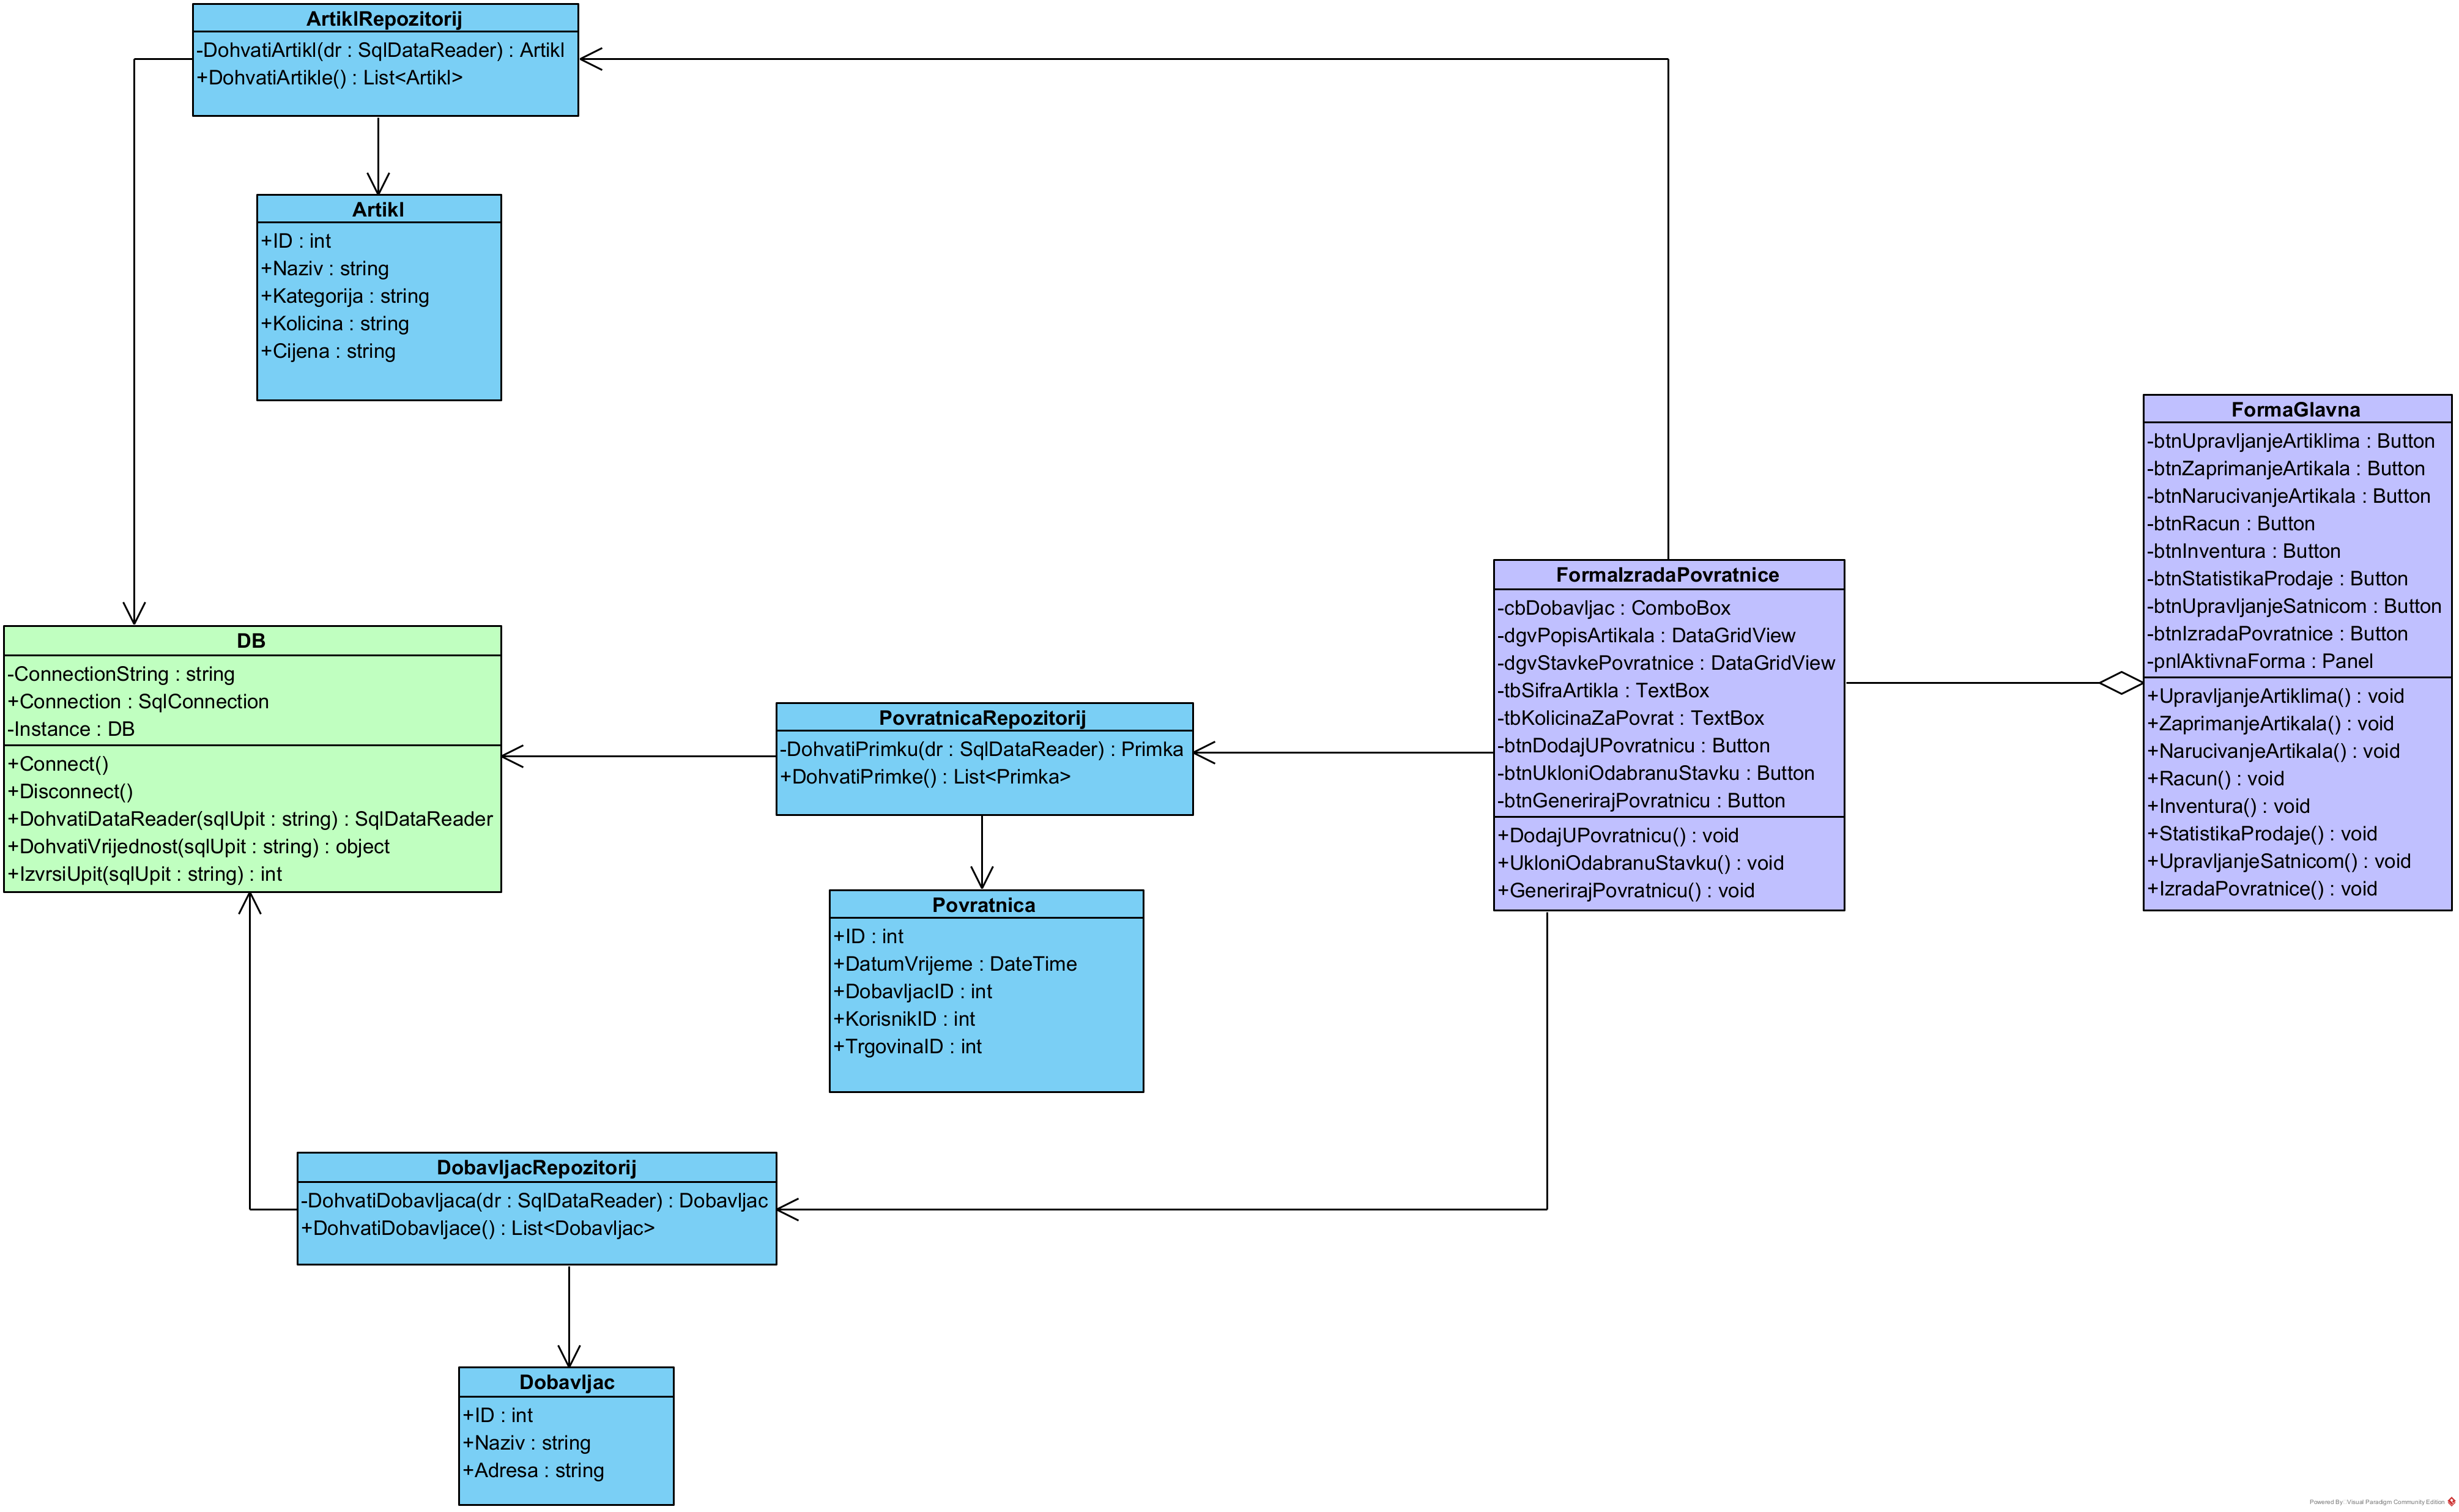 ArtiklRepozitorij
-DohvatiArtikl(dr : SqlDataReader) : Artikl
+DohvatiArtikle() : List<Artikl>
Artikl
+ID : int
+Naziv : string
+Kategorija : string
+Kolicina : string
+Cijena : string
DB
-ConnectionString : string
+Connection : SqlConnection
-Instance : DB
+Connect()
+Disconnect()
+DohvatiDataReader(sqlUpit : string) : SqlDataReader
+DohvatiVrijednost(sqlUpit : string) : object
+IzvrsiUpit(sqlUpit : string) : int
PovratnicaRepozitorij
-DohvatiPrimku(dr : SqlDataReader) : Primka
+DohvatiPrimke() : List<Primka>
Povratnica
+ID : int
+DatumVrijeme : DateTime
+DobavljacID : int
+KorisnikID : int
+TrgovinaID : int
DobavljacRepozitorij
-DohvatiDobavljaca(dr : SqlDataReader) : Dobavljac
+DohvatiDobavljace() : List<Dobavljac>
Dobavljac
+ID : int
+Naziv : string
+Adresa : string
FormaIzradaPovratnice
-cbDobavljac : ComboBox
-dgvPopisArtikala : DataGridView
-dgvStavkePovratnice : DataGridView
-tbSifraArtikla : TextBox
-tbKolicinaZaPovrat : TextBox
-btnDodajUPovratnicu : Button
-btnUkloniOdabranuStavku : Button
-btnGenerirajPovratnicu : Button
+DodajUPovratnicu() : void
+UkloniOdabranuStavku() : void
+GenerirajPovratnicu() : void
FormaGlavna
-btnUpravljanjeArtiklima : Button
-btnZaprimanjeArtikala : Button
-btnNarucivanjeArtikala : Button
-btnRacun : Button
-btnInventura : Button
-btnStatistikaProdaje : Button
-btnUpravljanjeSatnicom : Button
-btnIzradaPovratnice : Button
-pnlAktivnaForma : Panel
+UpravljanjeArtiklima() : void
+ZaprimanjeArtikala() : void
+NarucivanjeArtikala() : void
+Racun() : void
+Inventura() : void
+StatistikaProdaje() : void
+UpravljanjeSatnicom() : void
+IzradaPovratnice() : void
Powered By: Visual Paradigm Community Edition